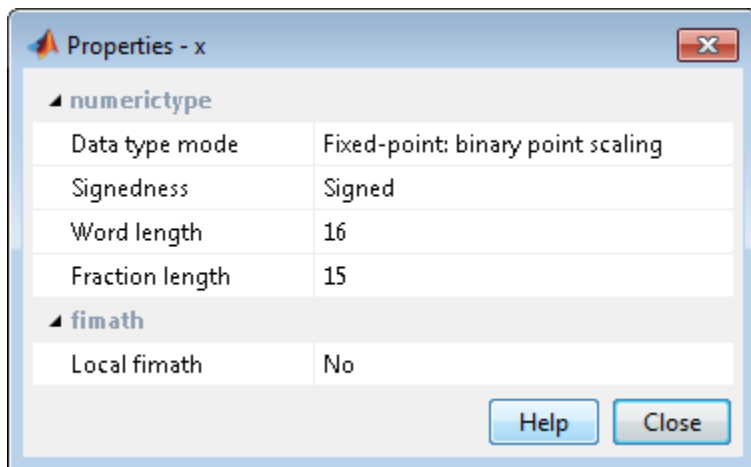 Properties - x
numerictype
Data type mode Fixed-point: binary point scaling
Signedness Signed
Word length 16
Fraction length 15
fimath
Local fimath No
Help Close